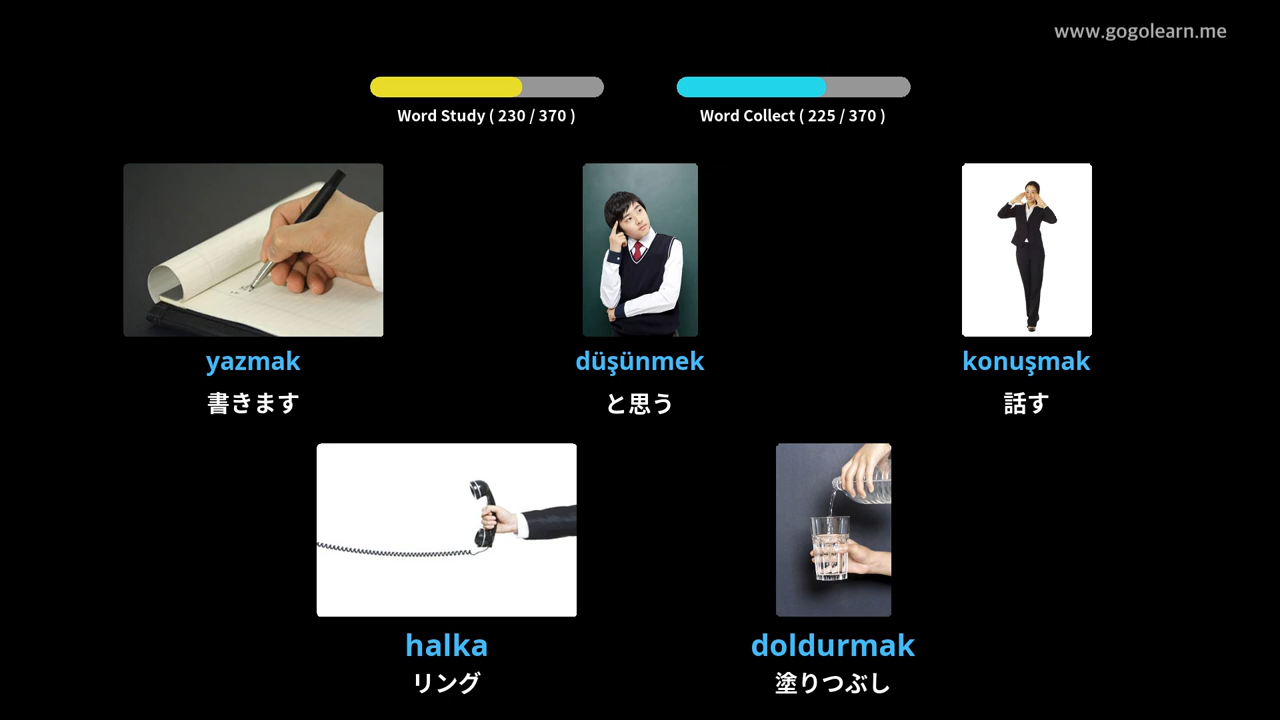 www.gogolearn.me
Word Study ( 230 / 370 )
Word Collect ( 225 / 370 )
yazmak
書きます
düşünmek
と思う
konuşmak
話す
halka
リング
doldurmak
塗りつぶし